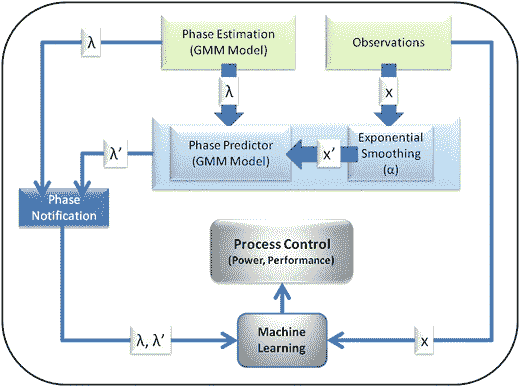 λ
Phase Estimation
(GMM Model)
Observations
λ
x
λ’
Phase Predictor
(GMM Model)
x’
Exponential
Smoothing
(α)
Phase
Notification
Process Control
(Power, Performance)
λ, λ’
Machine
Learning
x